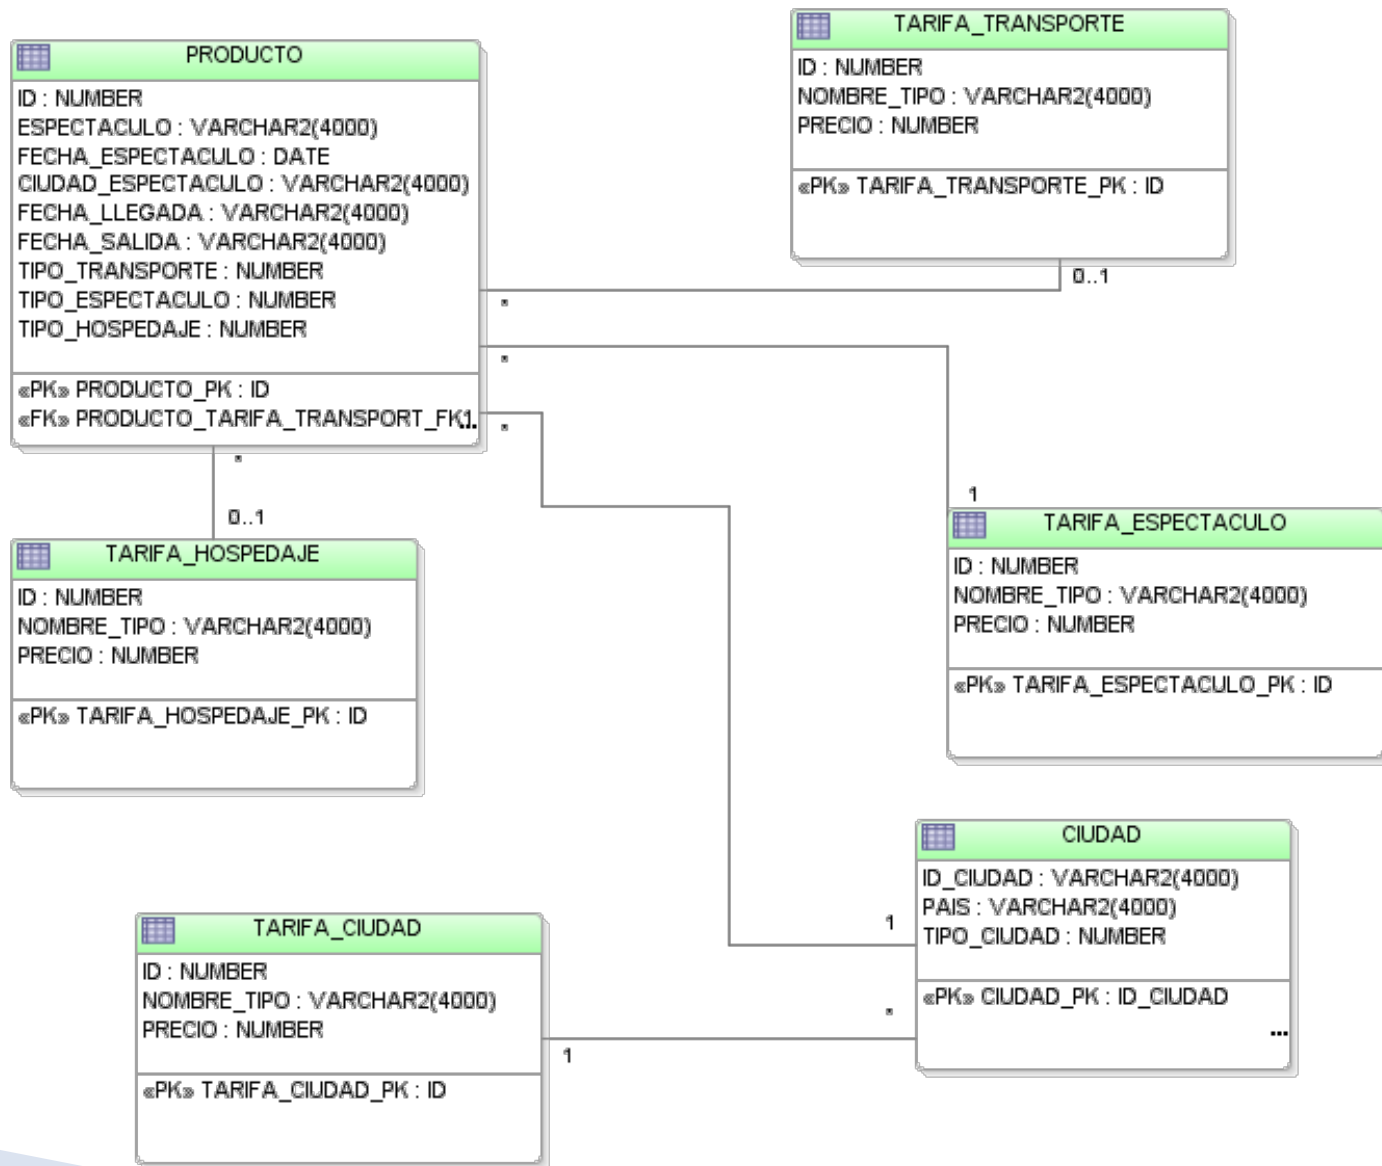 PRODUCTO
ID : NUMBER
ESPECTACULO : VARCHAR2(4000)
FECHA_ESPECTACULO : DATE
CIUDAD_ESPECTACULO : VARCHAR2(4000)
FECHA_LLEGADA : VARCHAR2(4000)
FECHA_SALIDA : VARCHAR2(4000)
TIPO_TRANSPORTE : NUMBER
TIPO_ESPECTACULO : NUMBER
TIPO_HOSPEDAJE : NUMBER
«PK» PRODUCTO_PK : ID
«FK» PRODUCTO_TARIFA_TRANSPORT_FK1...
TARIFA_TRANSPORTE
ID : NUMBER
NOMBRE_TIPO : VARCHAR2(4000)
PRECIO : NUMBER
«PK» TARIFA_TRANSPORTE_PK : ID
0..1
*
*
*
*
0..1
1
TARIFA_HOSPEDAJE
ID : NUMBER
NOMBRE_TIPO : VARCHAR2(4000)
PRECIO : NUMBER
«PK» TARIFA_HOSPEDAJE_PK : ID
TARIFA_ESPECTACULO
ID : NUMBER
NOMBRE_TIPO : VARCHAR2(4000)
PRECIO : NUMBER
«PK» TARIFA_ESPECTACULO_PK : ID
CIUDAD
ID_CIUDAD : VARCHAR2(4000)
PAIS : VARCHAR2(4000)
TIPO_CIUDAD : NUMBER
«PK» CIUDAD_PK : ID_CIUDAD
...
1
*
1
TARIFA_CIUDAD
ID : NUMBER
NOMBRE_TIPO : VARCHAR2(4000)
PRECIO : NUMBER
«PK» TARIFA_CIUDAD_PK : ID